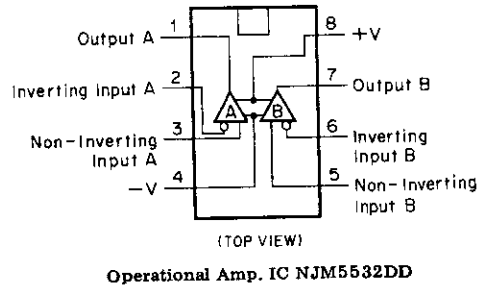 1
Output A
8
+V
2
Inverting Input A
7
Output B
A
B
3
Non-Inverting
Input A
6
Inverting
Input B
4
−V
5
Non-Inverting
Input B
(TOP VIEW)
Operational Amp. IC NJM5532DD